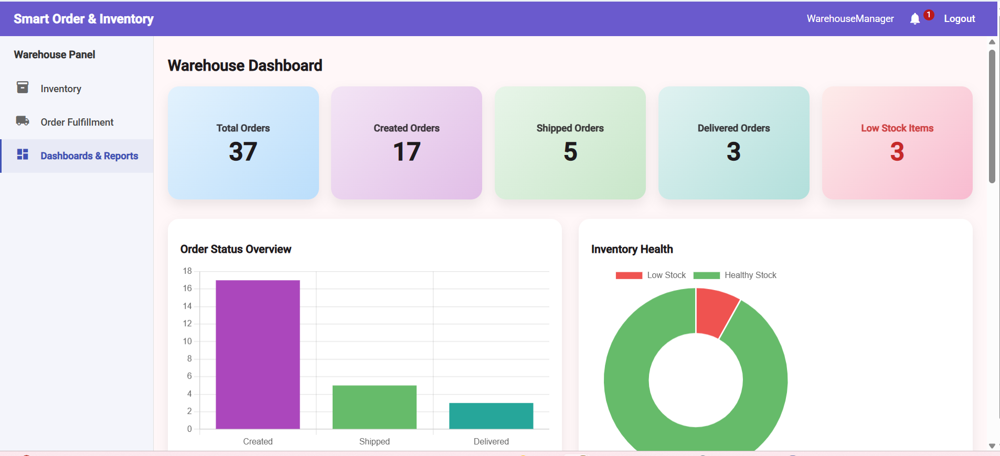 Smart Order & Inventory
WarehouseManager
1
Logout
Warehouse Panel
Inventory
Order Fulfillment
Dashboards & Reports
Warehouse Dashboard
Total Orders
37
Created Orders
17
Shipped Orders
5
Delivered Orders
3
Low Stock Items
3
Order Status Overview
18
16
14
12
10
8
6
4
2
0
Created
Shipped
Delivered
Inventory Health
Low Stock
Healthy Stock